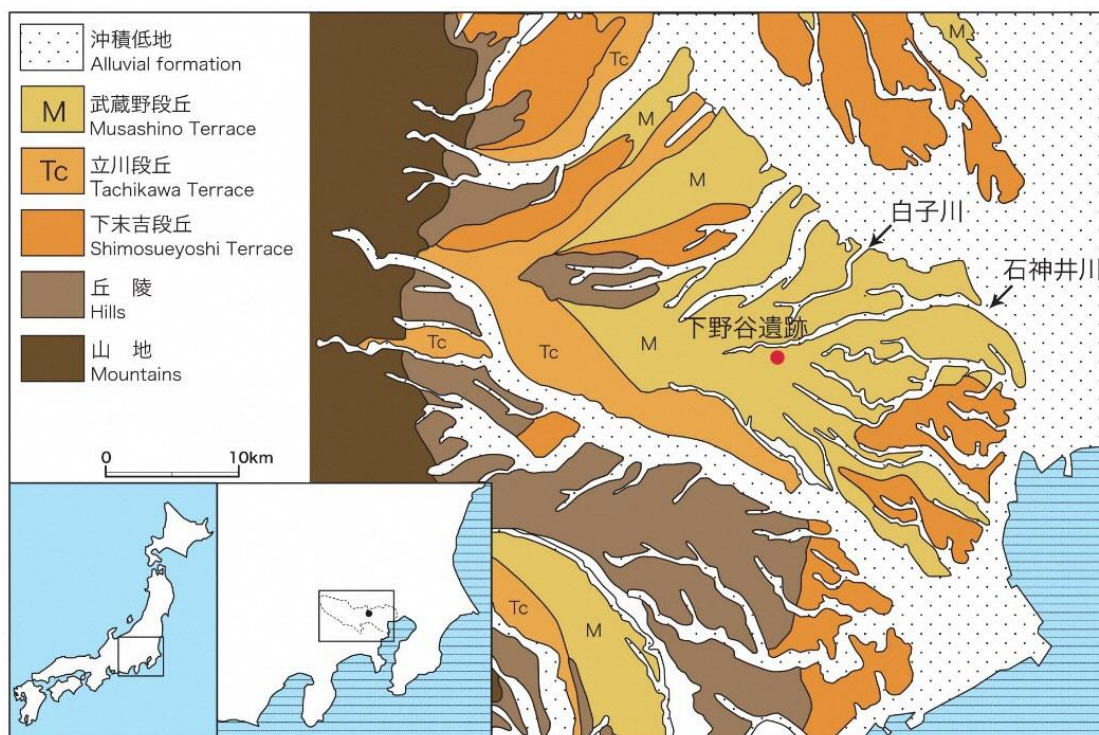 沖積低地
Alluvial formation
M
武蔵野段丘
Musashino Terrace
Tc
立川段丘
Tachikawa Terrace
下末吉段丘
Shimosueyoshi Terrace
丘 陵
Hills
山 地
Mountains
0 10km
M
Tc
M
M
白子川
石神井川
下野谷遺跡
M
Tc
Tc
Tc
M